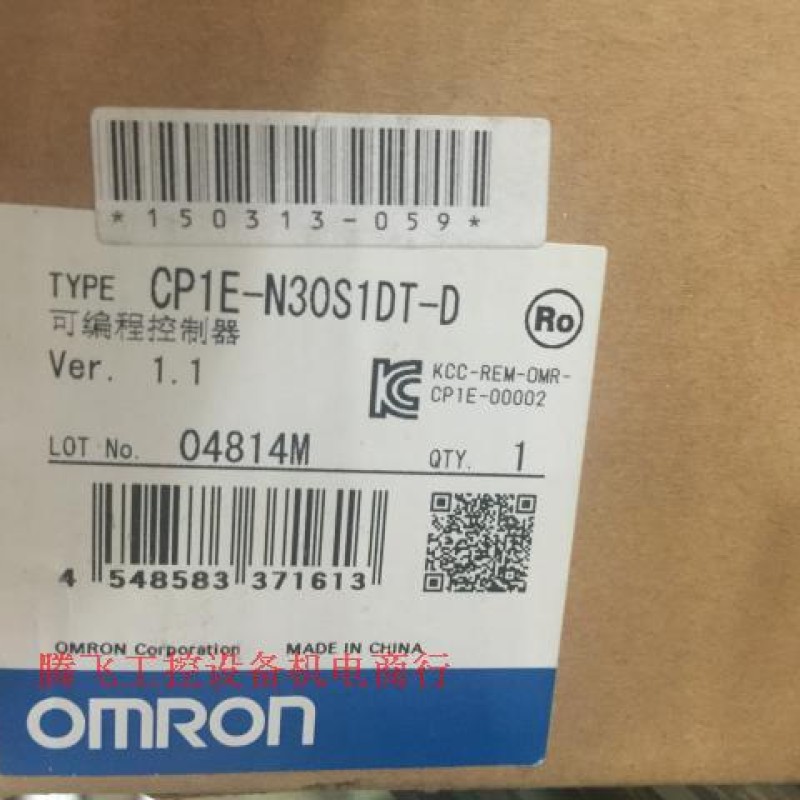 *150313-059*
TYPE CP1E-N30S1DT-D
可编程控制器
Ro
Ver. 1.1
KC
KCC-REM-OMR-
CP1E-00002
LOT No. 04814M QTY. 1
4 548583 371613
OMRON Corporation MADE IN CHINA
腾飞工控设备机电商行
OMRON